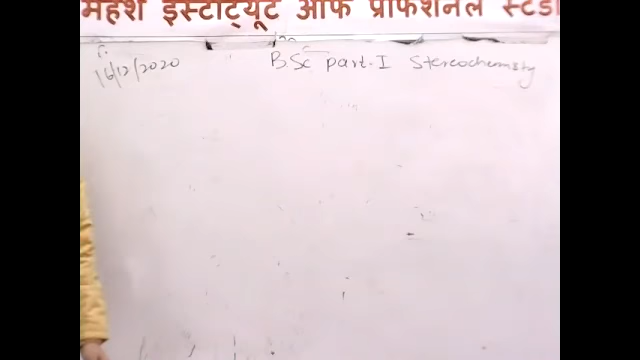 महेश इंस्टीट्यूट ऑफ प्रोफेशनल स्टडी
16/12/2020 BSc part-I Stereochemistry